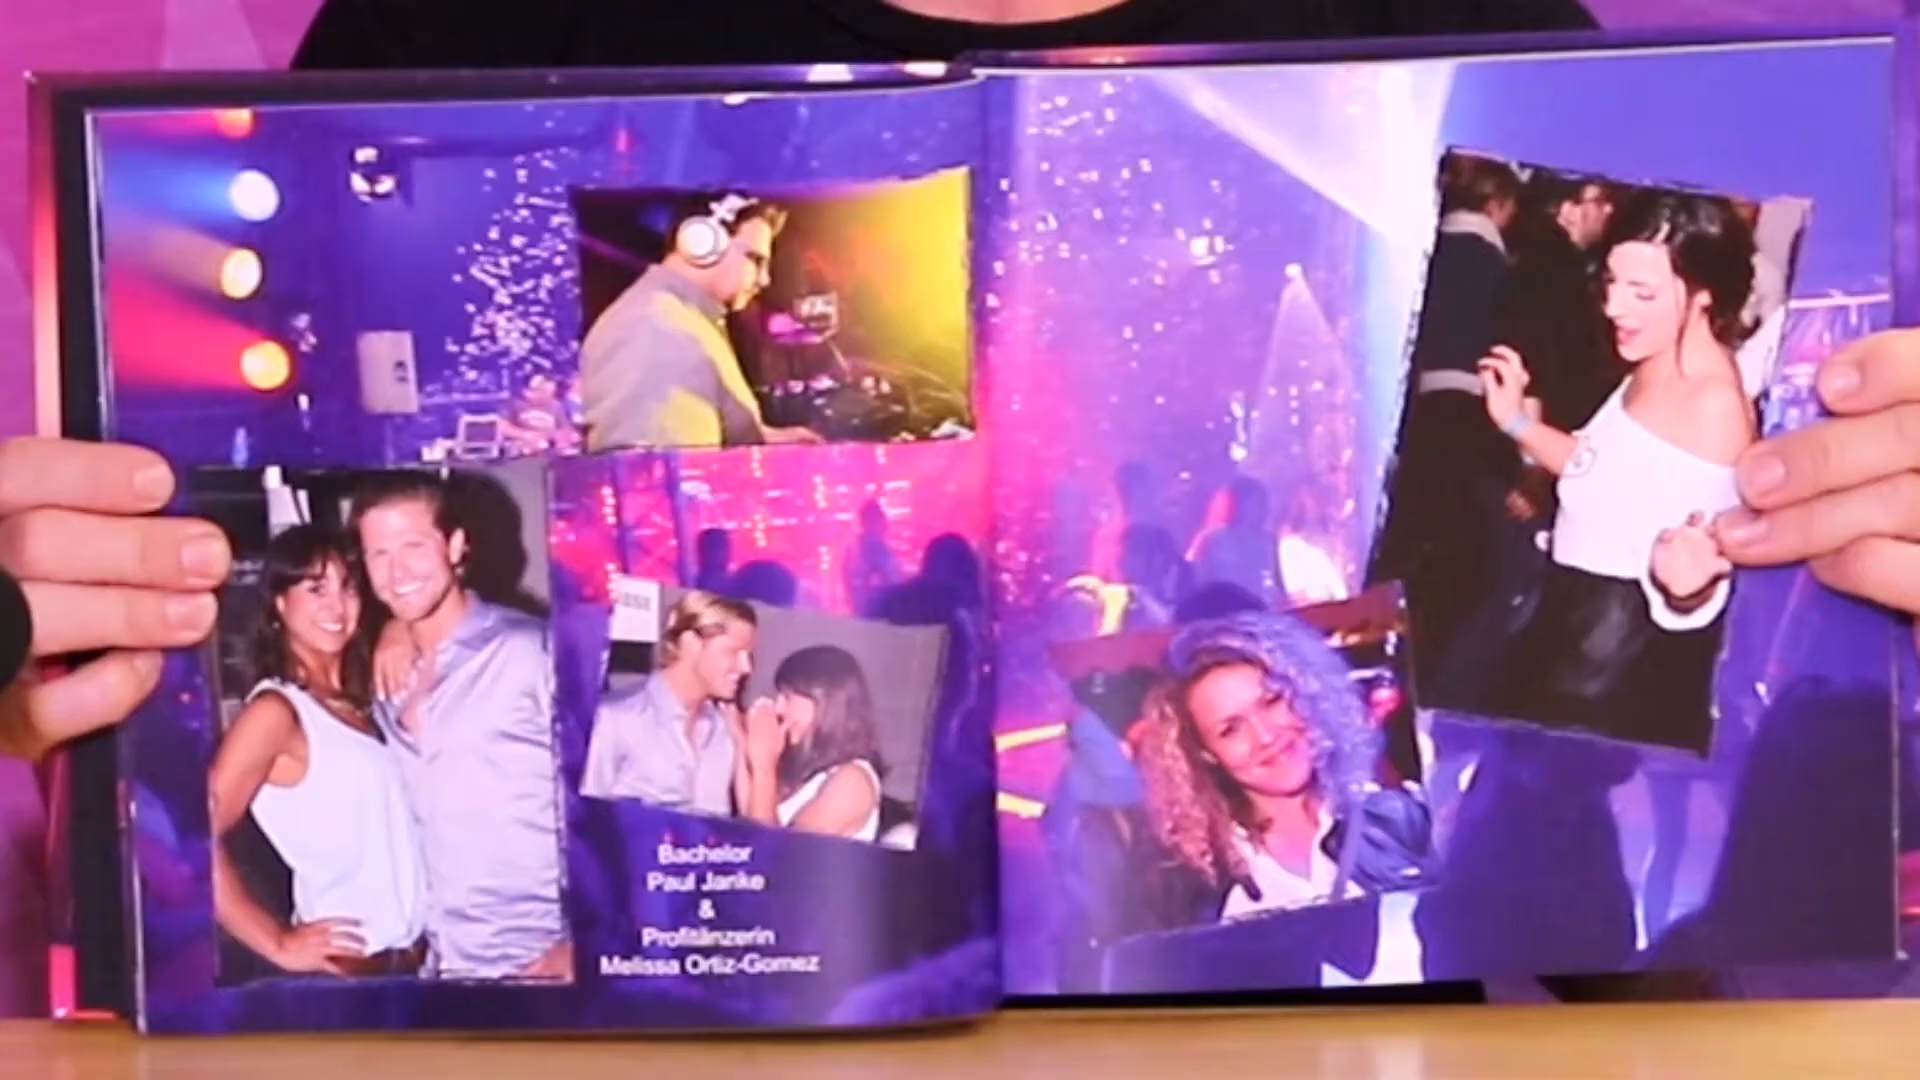 Bachelor
Paul Janke
&
Profitänzerin
Melissa Ortiz-Gomez